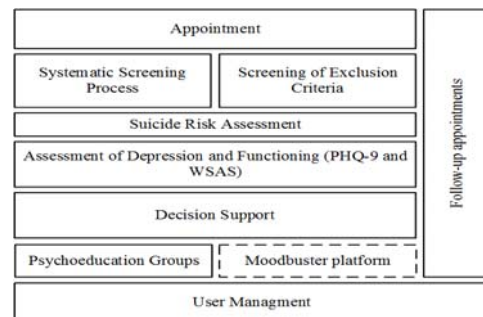 Appointment
Systematic Screening
Process
Screening of Exclusion
Criteria
Suicide Risk Assessment
Assessment of Depression and Functioning (PHQ-9 and
WSAS)
Decision Support
Psychoeducation Groups
Moodbuster platform
Follow-up appointments
User Managment